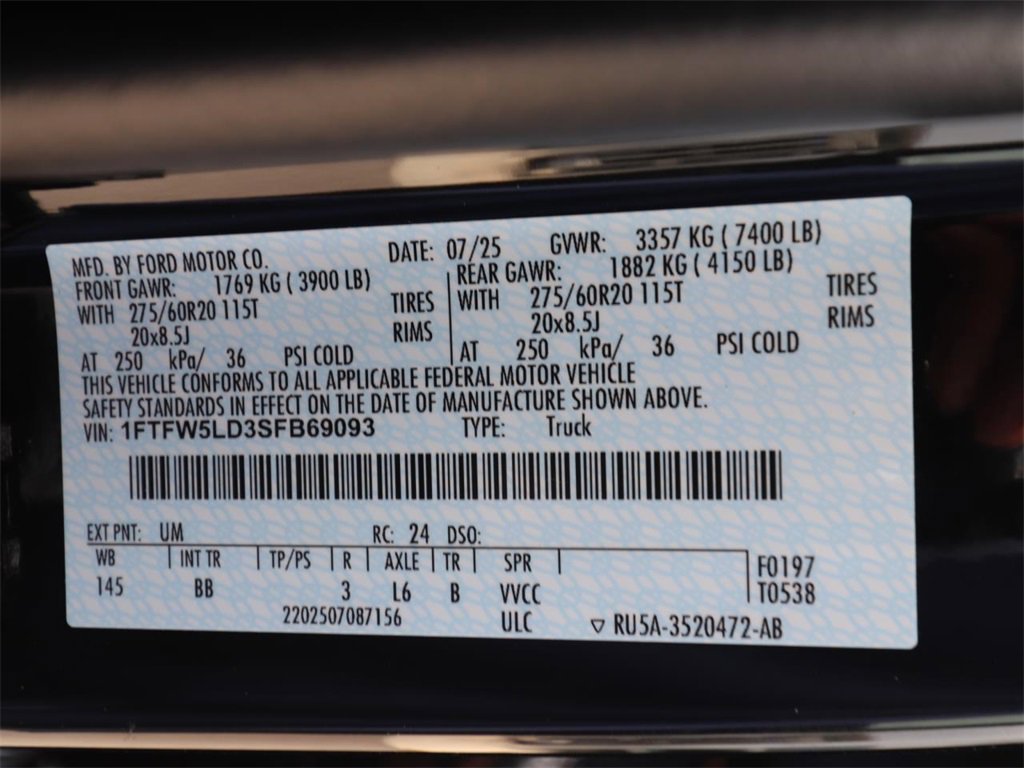 MFD. BY FORD MOTOR CO. DATE: 07/25 GVWR: 3357 KG ( 7400 LB)
FRONT GAWR: 1769 KG ( 3900 LB) REAR GAWR: 1882 KG ( 4150 LB)
WITH 275/60R20 115T TIRES WITH 275/60R20 115T TIRES
20x8.5J RIMS 20x8.5J RIMS
AT 250 kPa/ 36 PSI COLD AT 250 kPa/ 36 PSI COLD
THIS VEHICLE CONFORMS TO ALL APPLICABLE FEDERAL MOTOR VEHICLE
SAFETY STANDARDS IN EFFECT ON THE DATE OF MANUFACTURE SHOWN ABOVE.
VIN: 1FTFW5LD3SFB69093 TYPE: Truck
EXT PNT: UM RC: 24 DSO:
WB INT TR TP/PS R AXLE TR SPR F0197
145 BB 3 L6 B VVCC T0538
2202507087156 ULC ▽ RU5A-3520472-AB